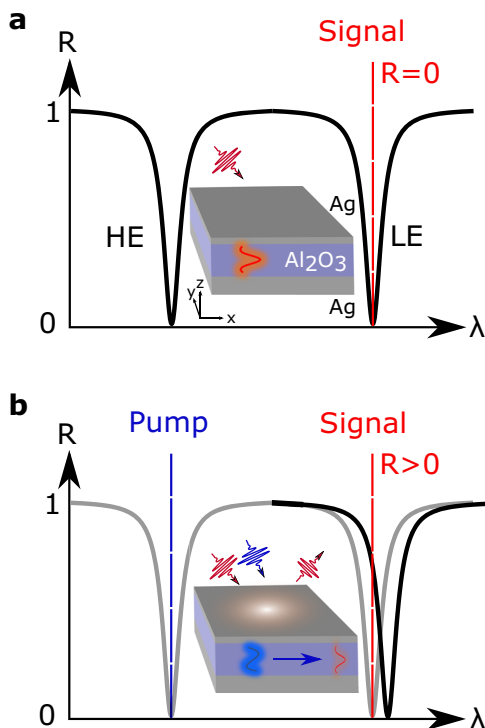 a
Signal
R
R=0
1
Ag
HE
LE
Al₂O₃
z
y
x
Ag
0
λ
b
Pump
Signal
R
R>0
1
0
λ